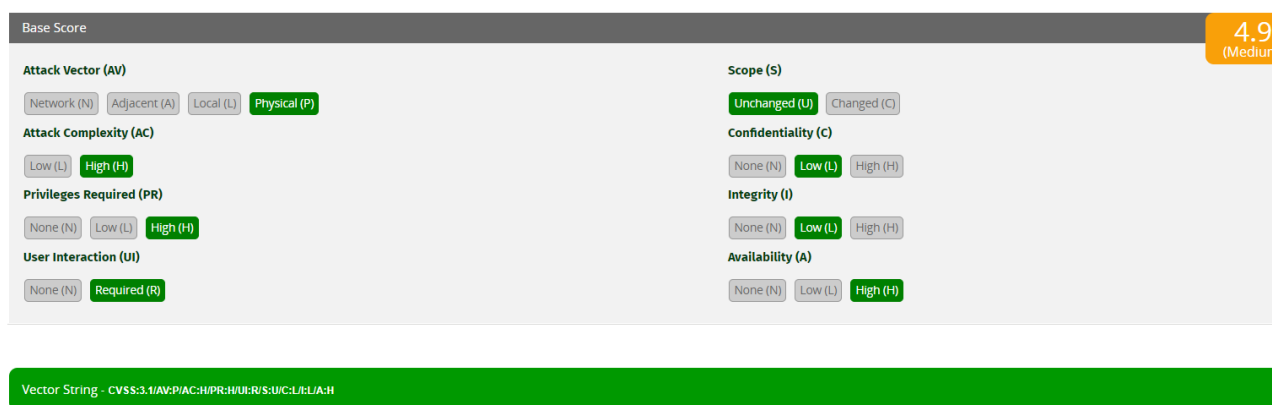 Base Score
4.9
(Medium
Attack Vector (AV)
Network (N) Adjacent (A) Local (L) Physical (P)
Attack Complexity (AC)
Low (L) High (H)
Privileges Required (PR)
None (N) Low (L) High (H)
User Interaction (UI)
None (N) Required (R)
Scope (S)
Unchanged (U) Changed (C)
Confidentiality (C)
None (N) Low (L) High (H)
Integrity (I)
None (N) Low (L) High (H)
Availability (A)
None (N) Low (L) High (H)
Vector String - CVSS:3.1/AV:P/AC:H/PR:H/UI:R/S:U/C:L/I:L/A:H